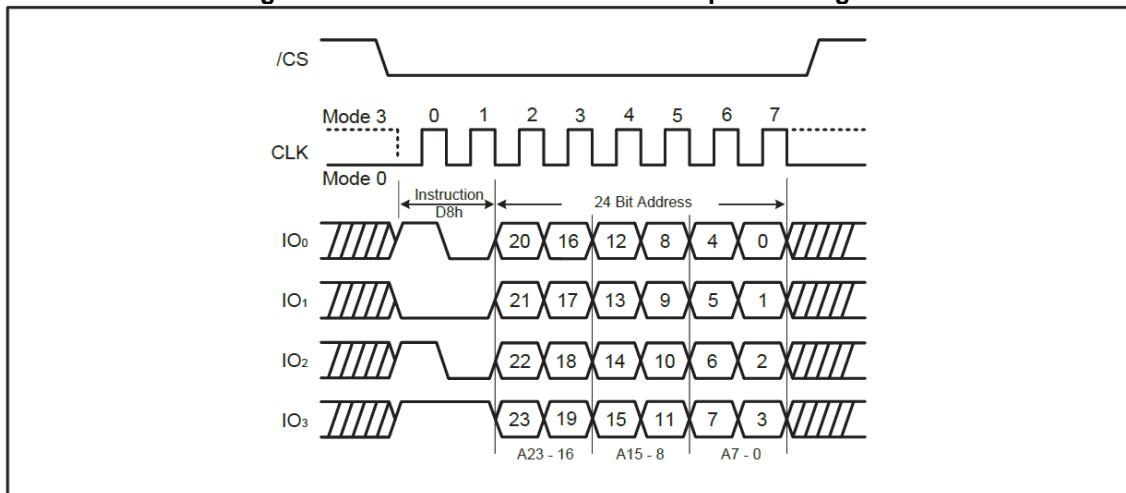 /CS
Mode 3 0 1 2 3 4 5 6 7
CLK
Mode 0
Instruction
D8h
24 Bit Address
IO0 20 16 12 8 4 0
IO1 21 17 13 9 5 1
IO2 22 18 14 10 6 2
IO3 23 19 15 11 7 3
A23 - 16 A15 - 8 A7 - 0